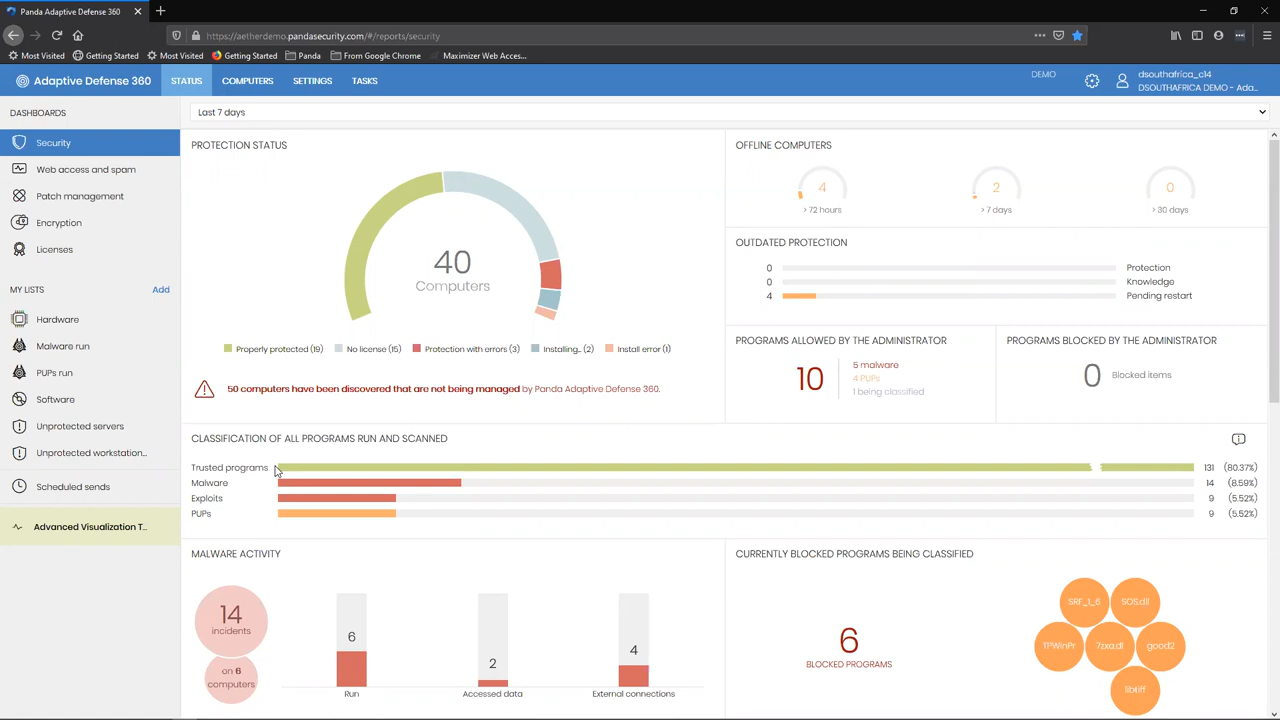 Panda Adaptive Defense 360
https://aetherdemo.pandasecurity.com/#/reports/security
Most Visited Getting Started Most Visited Getting Started Panda From Google Chrome Maximizer Web Acces...
Adaptive Defense 360 STATUS COMPUTERS SETTINGS TASKS DEMO dsouthafrica_c14
DSOUTHAFRICA DEMO - Ada...
DASHBOARDS
Security
Web access and spam
Patch management
Encryption
Licenses
MY LISTS Add
Hardware
Malware run
PUPs run
Software
Unprotected servers
Unprotected workstation...
Scheduled sends
Advanced Visualization T...
Last 7 days
PROTECTION STATUS
40
Computers
Properly protected (19) No license (15) Protection with errors (3) Installing... (2) Install error (1)
50 computers have been discovered that are not being managed by Panda Adaptive Defense 360.
OFFLINE COMPUTERS
4 2 0
> 72 hours > 7 days > 30 days
OUTDATED PROTECTION
0 Protection
0 Knowledge
4 Pending restart
PROGRAMS ALLOWED BY THE ADMINISTRATOR
10
5 malware
4 PUPs
1 being classified
PROGRAMS BLOCKED BY THE ADMINISTRATOR
0 Blocked items
CLASSIFICATION OF ALL PROGRAMS RUN AND SCANNED
Trusted programs 131 (80.37%)
Malware 14 (8.59%)
Exploits 9 (5.52%)
PUPs 9 (5.52%)
MALWARE ACTIVITY
14
incidents
on 6
computers
6 2 4
Run Accessed data External connections
CURRENTLY BLOCKED PROGRAMS BEING CLASSIFIED
6
BLOCKED PROGRAMS
SRF_1_6 SOS.dll
TPWinPr 7zxa.dl good2